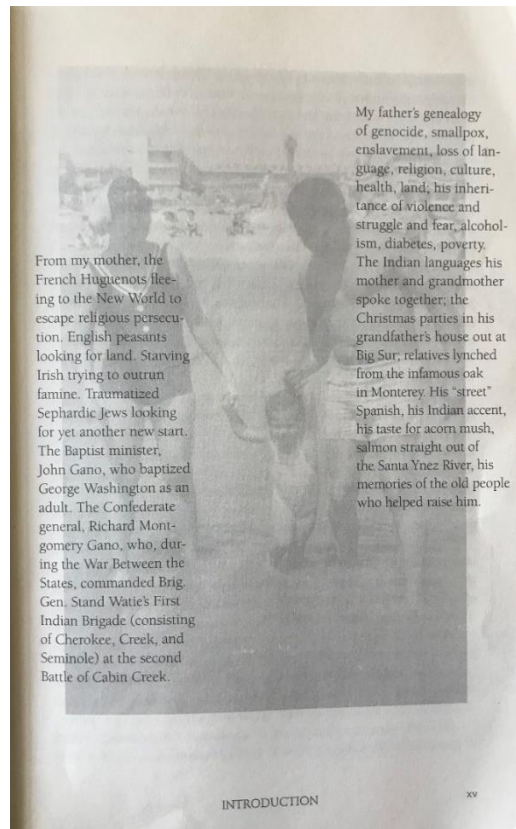 From my mother, the
French Huguenots flee-
ing to the New World to
escape religious persecu-
tion. English peasants
looking for land. Starving
Irish trying to outrun
famine. Traumatized
Sephardic Jews looking
for yet another new start.
The Baptist minister,
John Gano, who baptized
George Washington as an
adult. The Confederate
general, Richard Mont-
gomery Gano, who, dur-
ing the War Between the
States, commanded Brig.
Gen. Stand Watie's First
Indian Brigade (consisting
of Cherokee, Creek, and
Seminole) at the second
Battle of Cabin Creek.
My father's genealogy
of genocide, smallpox,
enslavement, loss of lan-
guage, religion, culture,
health, land; his inheri-
tance of violence and
struggle and fear, alcohol-
ism, diabetes, poverty.
The Indian languages his
mother and grandmother
spoke together; the
Christmas parties in his
grandfather's house out at
Big Sur; relatives lynched
from the infamous oak
in Monterey. His “street”
Spanish, his Indian accent,
his taste for acorn mush,
salmon straight out of
the Santa Ynez River, his
memories of the old people
who helped raise him.
INTRODUCTION
xv